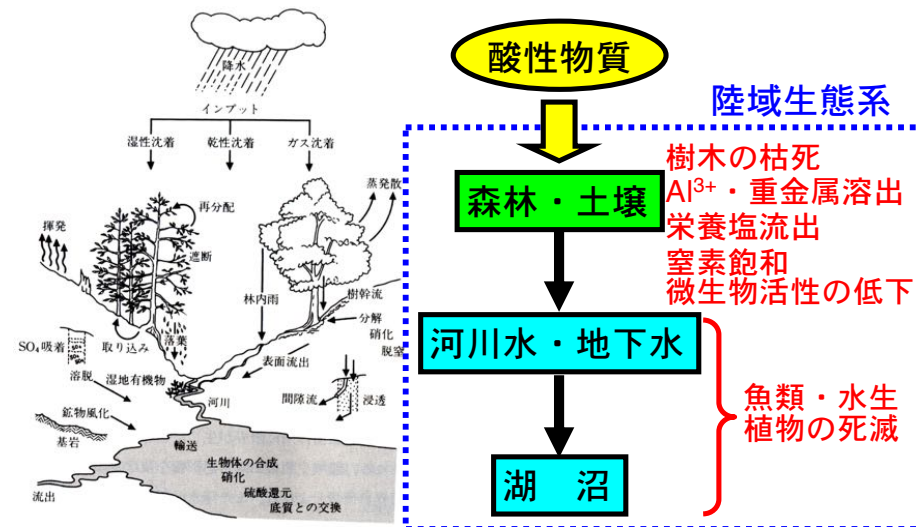 降水
インプット
湿性沈着 乾性沈着 ガス沈着
蒸発散
再分配
揮発
遮断
林内雨
樹幹流
分解
硝化
脱窒
SO₄吸着
取り込み
落葉
表面流出
溶脱
湿地有機物
河川
間隙流
浸透
鉱物風化
基岩
輸送
生物体の合成
硝化
硫酸還元
底質との交換
流出
酸性物質
陸域生態系
森林・土壌
樹木の枯死
Al³⁺・重金属溶出
栄養塩流出
窒素飽和
微生物活性の低下
河川水・地下水
魚類・水生
植物の死滅
湖　沼